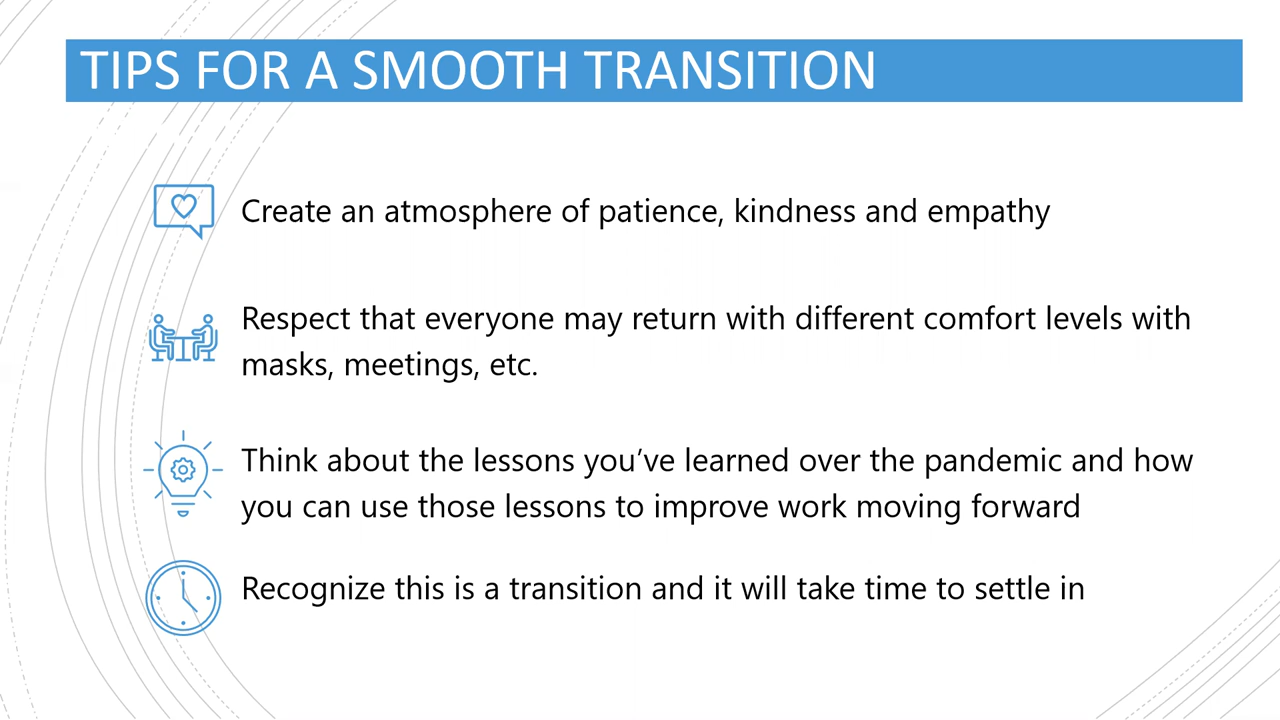 TIPS FOR A SMOOTH TRANSITION
Create an atmosphere of patience, kindness and empathy
Respect that everyone may return with different comfort levels with
masks, meetings, etc.
Think about the lessons you’ve learned over the pandemic and how
you can use those lessons to improve work moving forward
Recognize this is a transition and it will take time to settle in